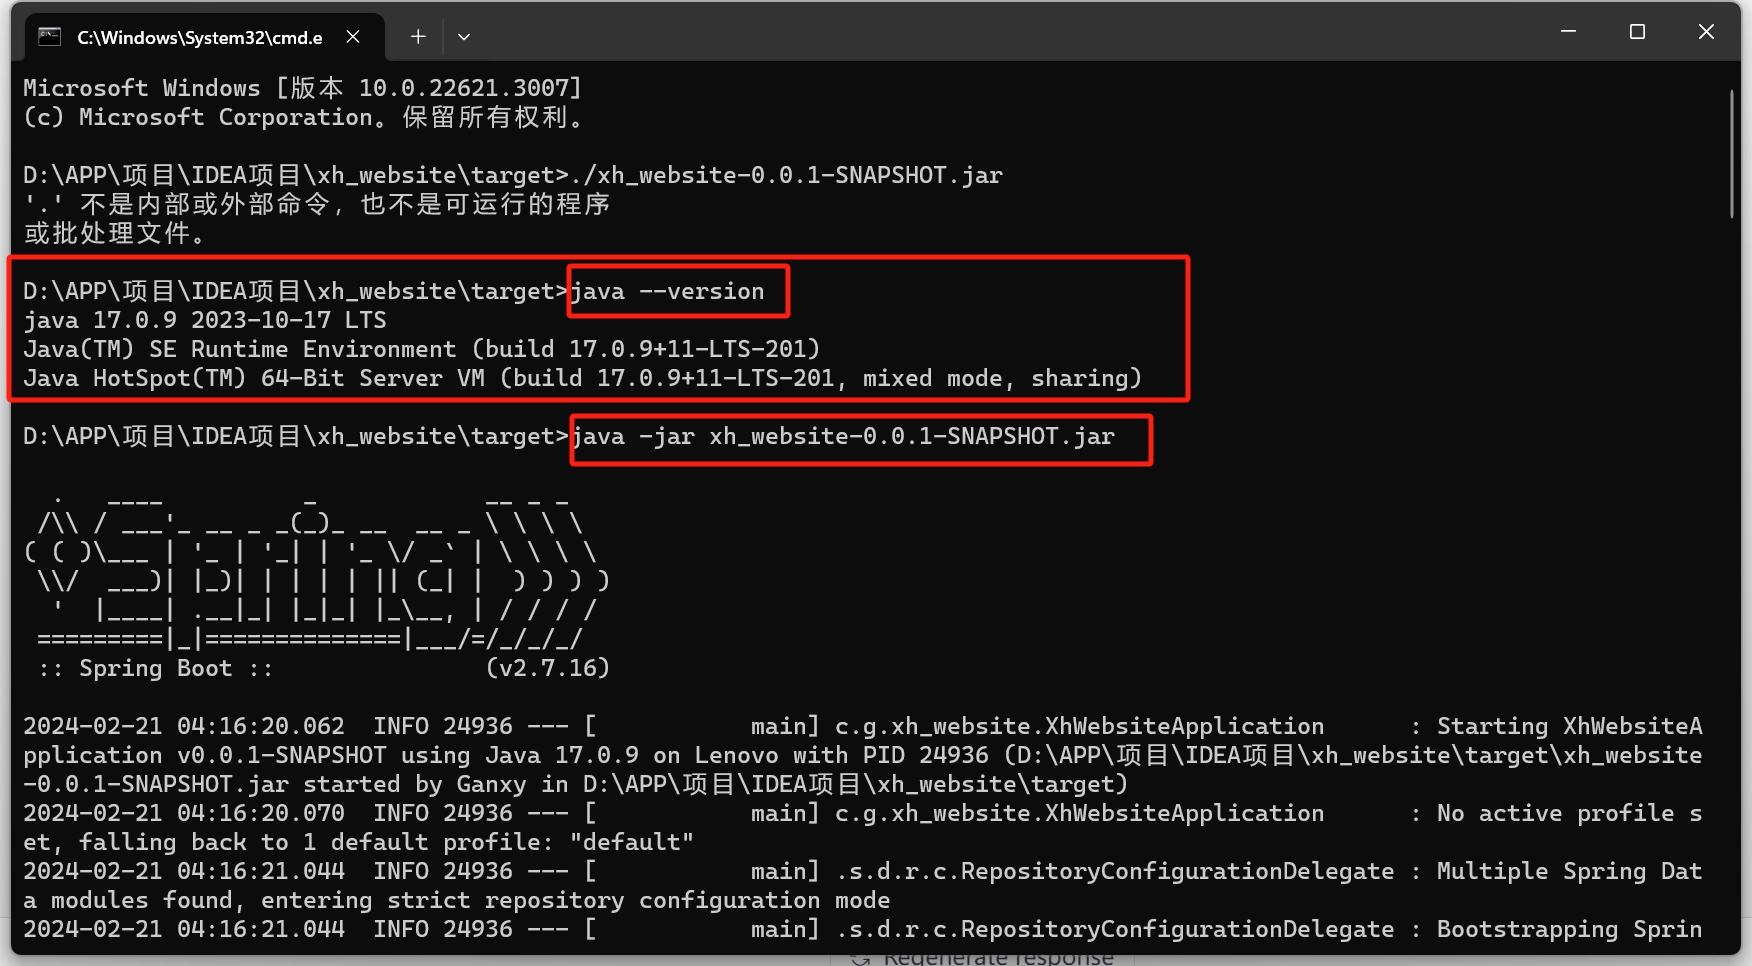 C:\Windows\System32\cmd.e
Microsoft Windows [版本 10.0.22621.3007]
(c) Microsoft Corporation。保留所有权利。
D:\APP\项目\IDEA项目\xh_website\target>./xh_website-0.0.1-SNAPSHOT.jar
'.' 不是内部或外部命令，也不是可运行的程序
或批处理文件。
D:\APP\项目\IDEA项目\xh_website\target>java --version
java 17.0.9 2023-10-17 LTS
Java(TM) SE Runtime Environment (build 17.0.9+11-LTS-201)
Java HotSpot(TM) 64-Bit Server VM (build 17.0.9+11-LTS-201, mixed mode, sharing)
D:\APP\项目\IDEA项目\xh_website\target>java -jar xh_website-0.0.1-SNAPSHOT.jar
  .   ____          _            __ _ _
 /\\ / ___'_ __ _ _(_)_ __  __ _ \ \ \ \
( ( )\___ | '_ | '_| | '_ \/ _` | \ \ \ \
 \\/  ___)| |_)| | | | | || (_| |  ) ) ) )
  '  |____| .__|_| |_|_| |_\__, | / / / /
 =========|_|==============|___/=/_/_/_/
 :: Spring Boot ::               (v2.7.16)
2024-02-21 04:16:20.062  INFO 24936 --- [           main] c.g.xh_website.XhWebsiteApplication      : Starting XhWebsiteA
pplication v0.0.1-SNAPSHOT using Java 17.0.9 on Lenovo with PID 24936 (D:\APP\项目\IDEA项目\xh_website\target\xh_website
-0.0.1-SNAPSHOT.jar started by Ganxy in D:\APP\项目\IDEA项目\xh_website\target)
2024-02-21 04:16:20.070  INFO 24936 --- [           main] c.g.xh_website.XhWebsiteApplication      : No active profile s
et, falling back to 1 default profile: "default"
2024-02-21 04:16:21.044  INFO 24936 --- [           main] .s.d.r.c.RepositoryConfigurationDelegate : Multiple Spring Dat
a modules found, entering strict repository configuration mode
2024-02-21 04:16:21.044  INFO 24936 --- [           main] .s.d.r.c.RepositoryConfigurationDelegate : Bootstrapping Sprin
Regenerate response